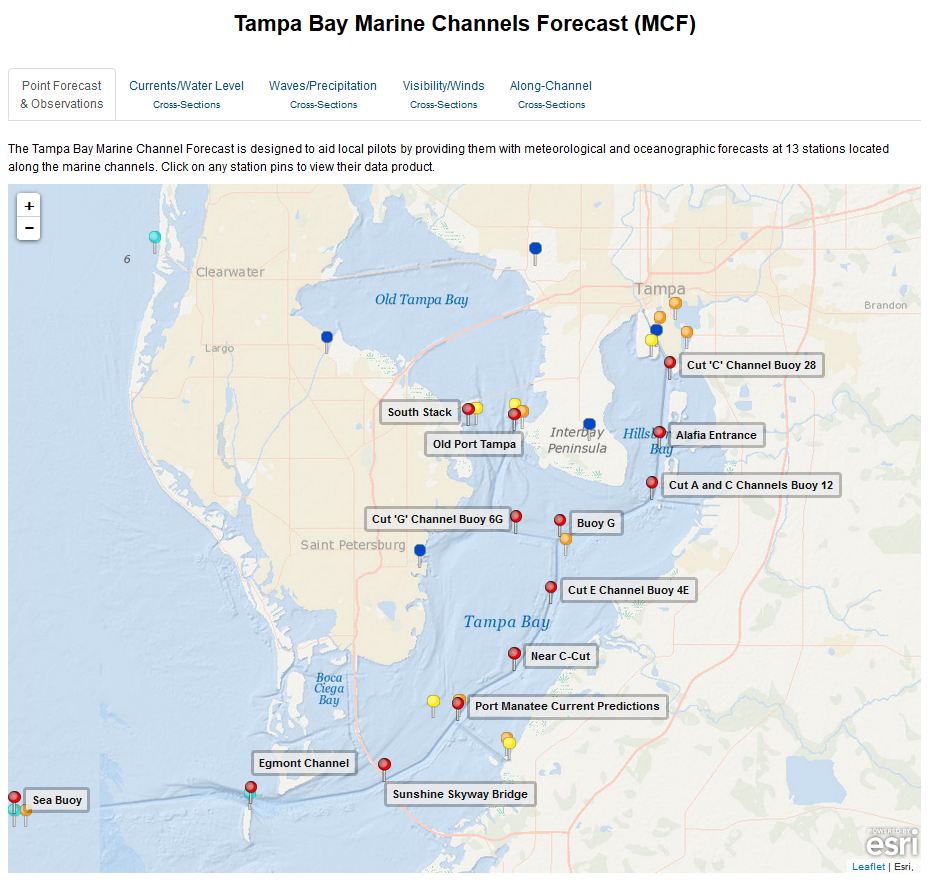 Tampa Bay Marine Channels Forecast (MCF)
Point Forecast
& Observations
Currents/Water Level
Cross-Sections
Waves/Precipitation
Cross-Sections
Visibility/Winds
Cross-Sections
Along-Channel
Cross-Sections
The Tampa Bay Marine Channel Forecast is designed to aid local pilots by providing them with meteorological and oceanographic forecasts at 13 stations located
along the marine channels. Click on any station pins to view their data product.
+
-
6
Clearwater
Old Tampa Bay
Tampa
Brandon
Largo
Cut 'C' Channel Buoy 28
South Stack
Old Port Tampa
Interbay
Peninsula
Bay
Alafia Entrance
Cut A and C Channels Buoy 12
Cut 'G' Channel Buoy 6G
Buoy G
Saint Petersburg
Cut E Channel Buoy 4E
Tampa Bay
Near C-Cut
Boca
Ciega
Bay
Port Manatee Current Predictions
Egmont Channel
Sunshine Skyway Bridge
Sea Buoy
POWERED BY
esri
Leaflet | Esri,